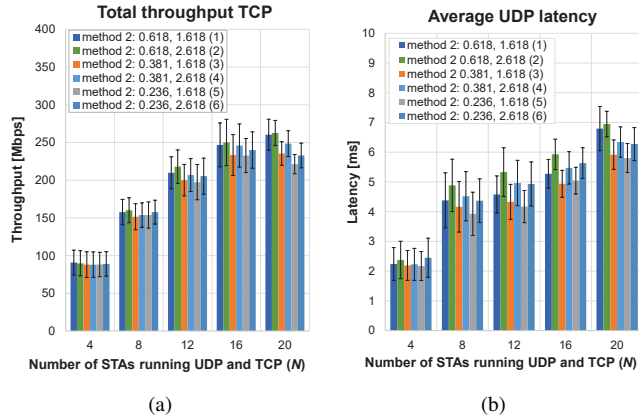 Total throughput TCP
method 2: 0.618, 1.618 (1)
method 2: 0.618, 2.618 (2)
method 2: 0.381, 1.618 (3)
method 2: 0.381, 2.618 (4)
method 2: 0.236, 1.618 (5)
method 2: 0.236, 2.618 (6)
Throughput [Mbps]
400
350
300
250
200
150
100
50
0
4 8 12 16 20
Number of STAs running UDP and TCP (N)
(a)
Average UDP latency
method 2: 0.618, 1.618 (1)
method 2 0.618, 2.618 (2)
method 2 0.381, 1.618 (3)
method 2: 0.381, 2.618 (4)
method 2: 0.236, 1.618 (5)
method 2: 0.236, 2.618 (6)
Latency [ms]
10
9
8
7
6
5
4
3
2
1
0
4 8 12 16 20
Number of STAs running UDP and TCP (N)
(b)